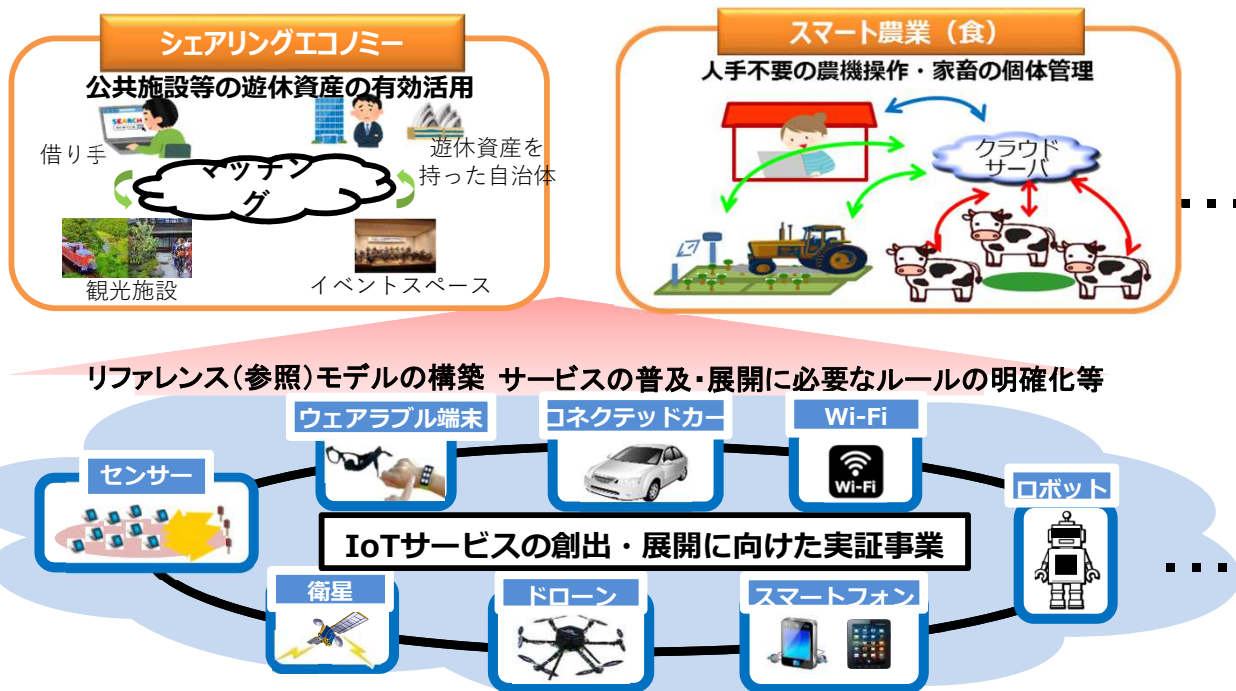 シェアリングエコノミー
公共施設等の遊休資産の有効活用
SEARCH
借り手
遊休資産を
持った自治体
マッチン
グ
観光施設
イベントスペース
スマート農業（食）
人手不要の農機操作・家畜の個体管理
クラウド
サーバ
リファレンス（参照）モデルの構築 サービスの普及・展開に必要なルールの明確化等
ウェアラブル端末
コネクテッドカー
Wi-Fi
Wi-Fi
センサー
ロボット
IoTサービスの創出・展開に向けた実証事業
衛星
ドローン
スマートフォン